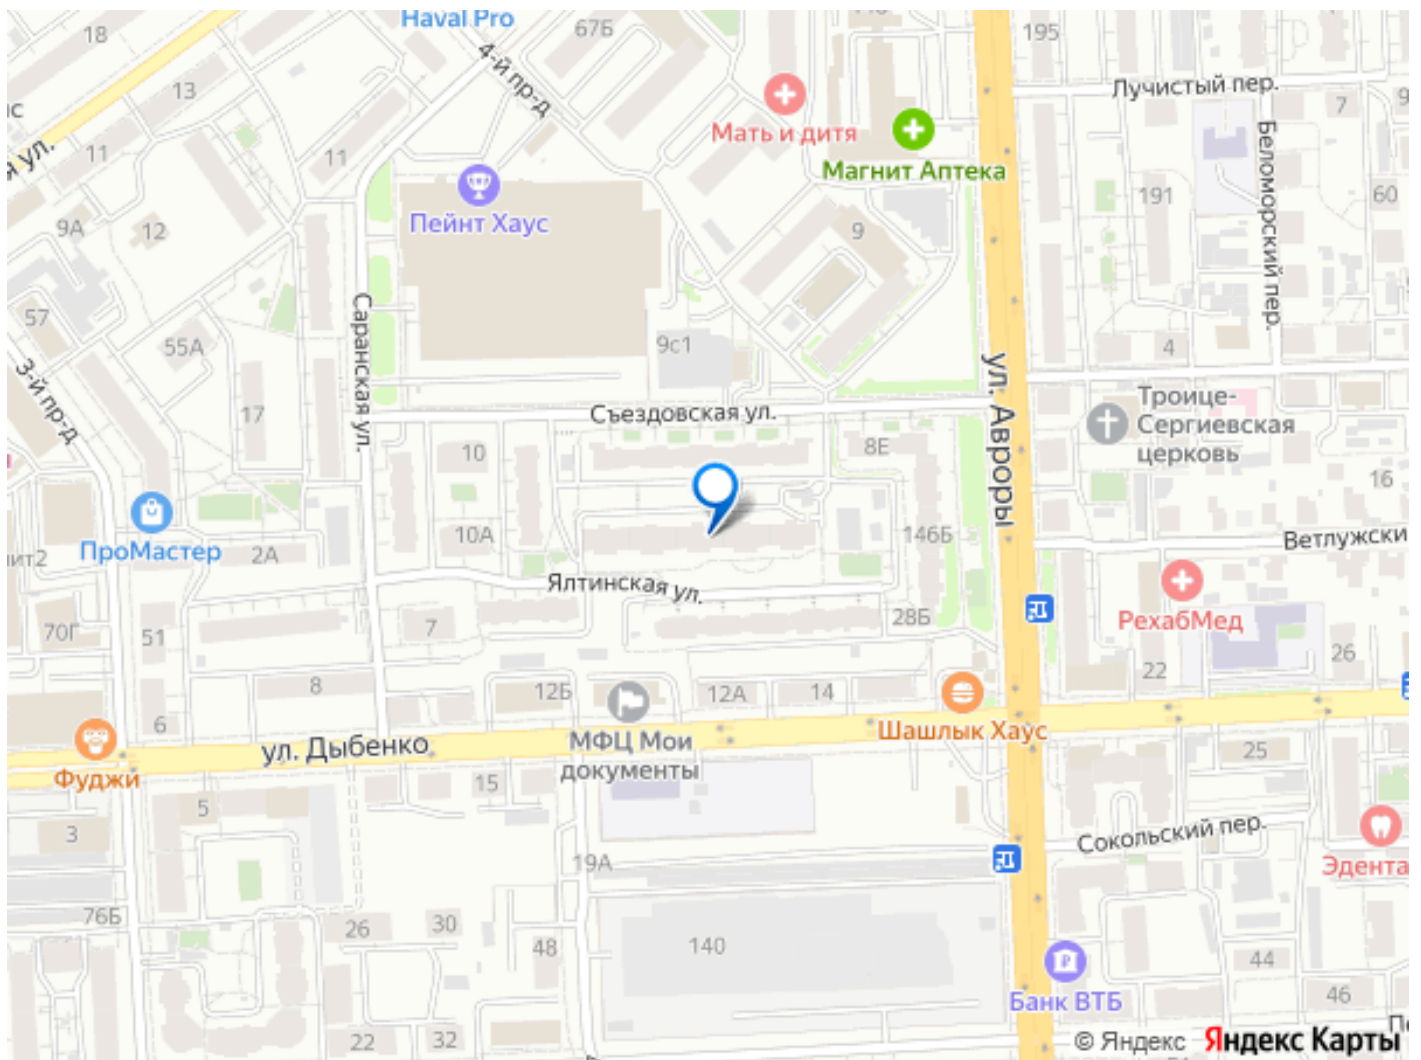 Haval Pro
18
67Б
195
4-й пр-д
Лучистый пер.
13
7
Мать и дитя
Беломорский пер.
11
11
Магнит Аптека
191
60
9А
12
Пейнт Хаус
9
57
Саранская ул.
55А
9с1
4
3-й пр-д
ул. Авроры
17
Съездовская ул.
Троице-
Сергиевская
церковь
10
8Е
16
10А
146Б
Ветлужски
ПроМастер
2А
Ялтинская ул.
70Г
51
7
28Б
РехабМед
26
22
8
12Б
12А
14
6
Шашлык Хаус
ул. Дыбенко
МФЦ Мои
документы
25
Фуджи
15
5
3
Сокольский пер.
19А
Эдента
76Б
26
30
48
140
44
Банк ВТБ
46
22
32
© Яндекс Яндекс Карты